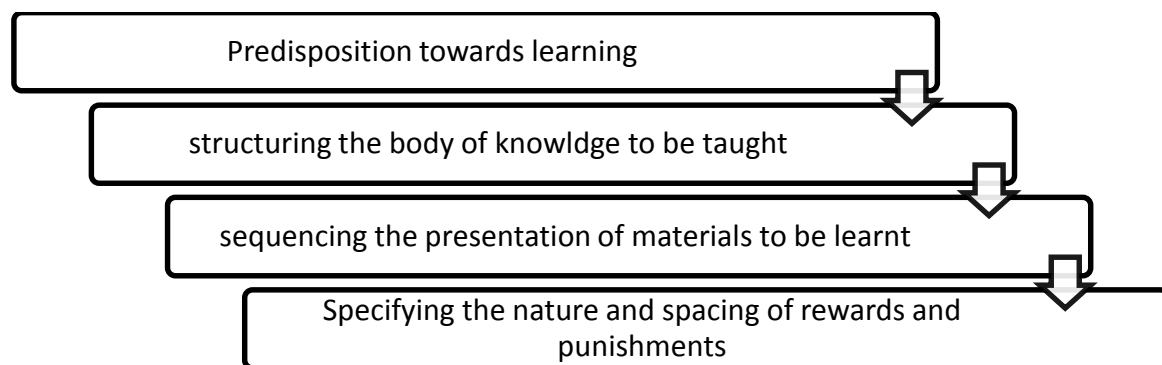 Predisposition towards learning
structuring the body of knowldge to be taught
sequencing the presentation of materials to be learnt
Specifying the nature and spacing of rewards and
punishments